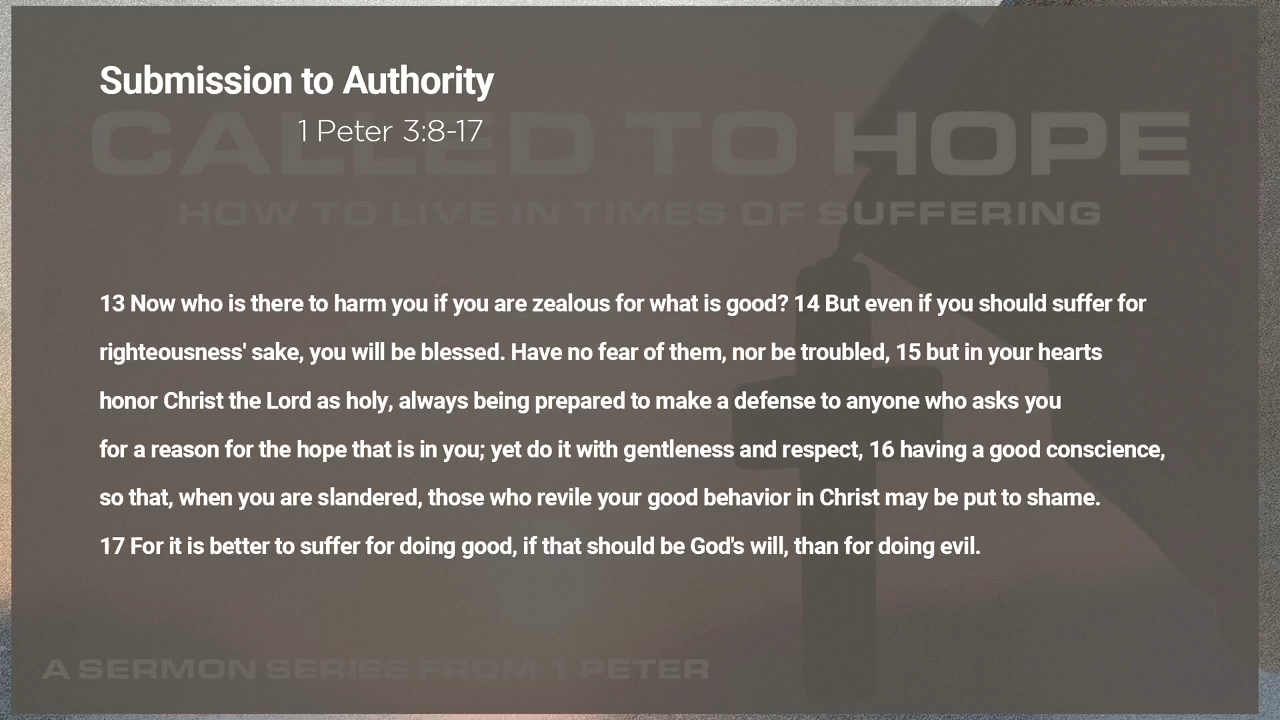 Submission to Authority
1 Peter 3:8-17
CALLED TO HOPE
HOW TO LIVE IN TIMES OF SUFFERING
13 Now who is there to harm you if you are zealous for what is good? 14 But even if you should suffer for
righteousness' sake, you will be blessed. Have no fear of them, nor be troubled, 15 but in your hearts
honor Christ the Lord as holy, always being prepared to make a defense to anyone who asks you
for a reason for the hope that is in you; yet do it with gentleness and respect, 16 having a good conscience,
so that, when you are slandered, those who revile your good behavior in Christ may be put to shame.
17 For it is better to suffer for doing good, if that should be God's will, than for doing evil.
A SERMON SERIES FROM 1 PETER